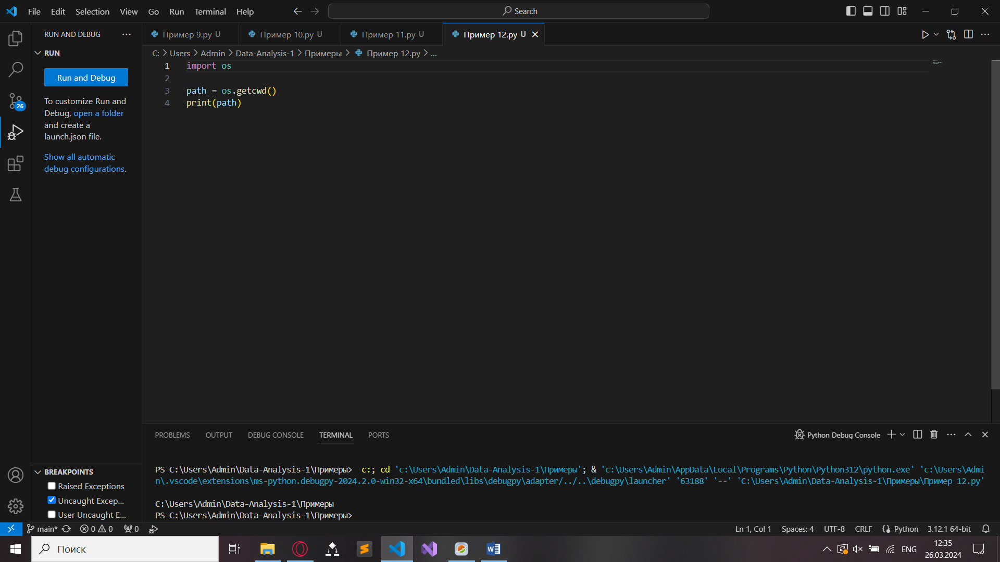 File Edit Selection View Go Run Terminal Help
Search
RUN AND DEBUG
Пример 9.py U
Пример 10.py U
Пример 11.py U
Пример 12.py U
RUN
C: > Users > Admin > Data-Analysis-1 > Примеры > Пример 12.py > ...
Run and Debug
To customize Run and
Debug, open a folder
and create a
launch.json file.
Show all automatic
debug configurations.
26
1 import os
2
3 path = os.getcwd()
4 print(path)
PROBLEMS OUTPUT DEBUG CONSOLE TERMINAL PORTS
Python Debug Console
PS C:\Users\Admin\Data-Analysis-1\Примеры>  c:; cd 'c:\Users\Admin\Data-Analysis-1\Примеры'; & 'c:\Users\Admin\AppData\Local\Programs\Python\Python312\python.exe' 'c:\Users\Admi
n\.vscode\extensions\ms-python.debugpy-2024.2.0-win32-x64\bundled\libs\debugpy\adapter/../..\debugpy\launcher' '63188' '--' 'C:\Users\Admin\Data-Analysis-1\Примеры\Пример 12.py'
C:\Users\Admin\Data-Analysis-1\Примеры
PS C:\Users\Admin\Data-Analysis-1\Примеры>
BREAKPOINTS
Raised Exceptions
Uncaught Excep...
User Uncaught E...
main* 0 0 0
Ln 1, Col 1 Spaces: 4 UTF-8 CRLF Python 3.12.1 64-bit
Поиск
ENG
12:35
26.03.2024